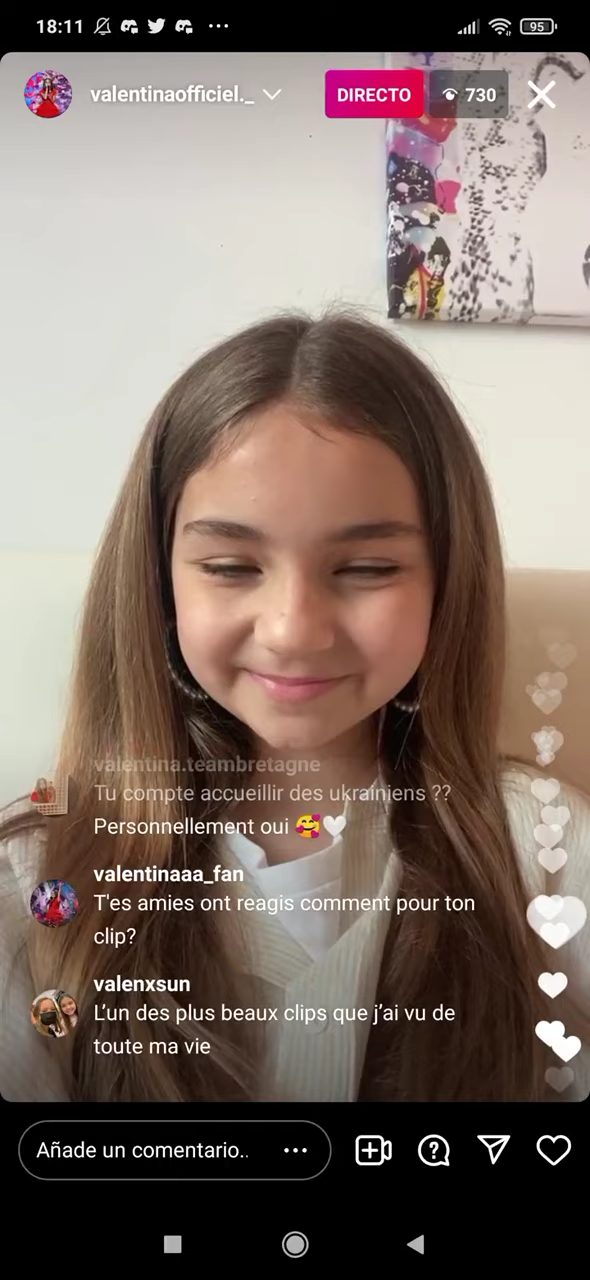 18:11
95
valentinaofficiel._
DIRECTO
730
valentina.teambretagne
Tu compte accueillir des ukrainiens ??
Personnellement oui 🥰🤍
valentinaaa_fan
T'es amies ont reagis comment pour ton
clip?
valenxsun
L’un des plus beaux clips que j’ai vu de
toute ma vie
Añade un comentario..